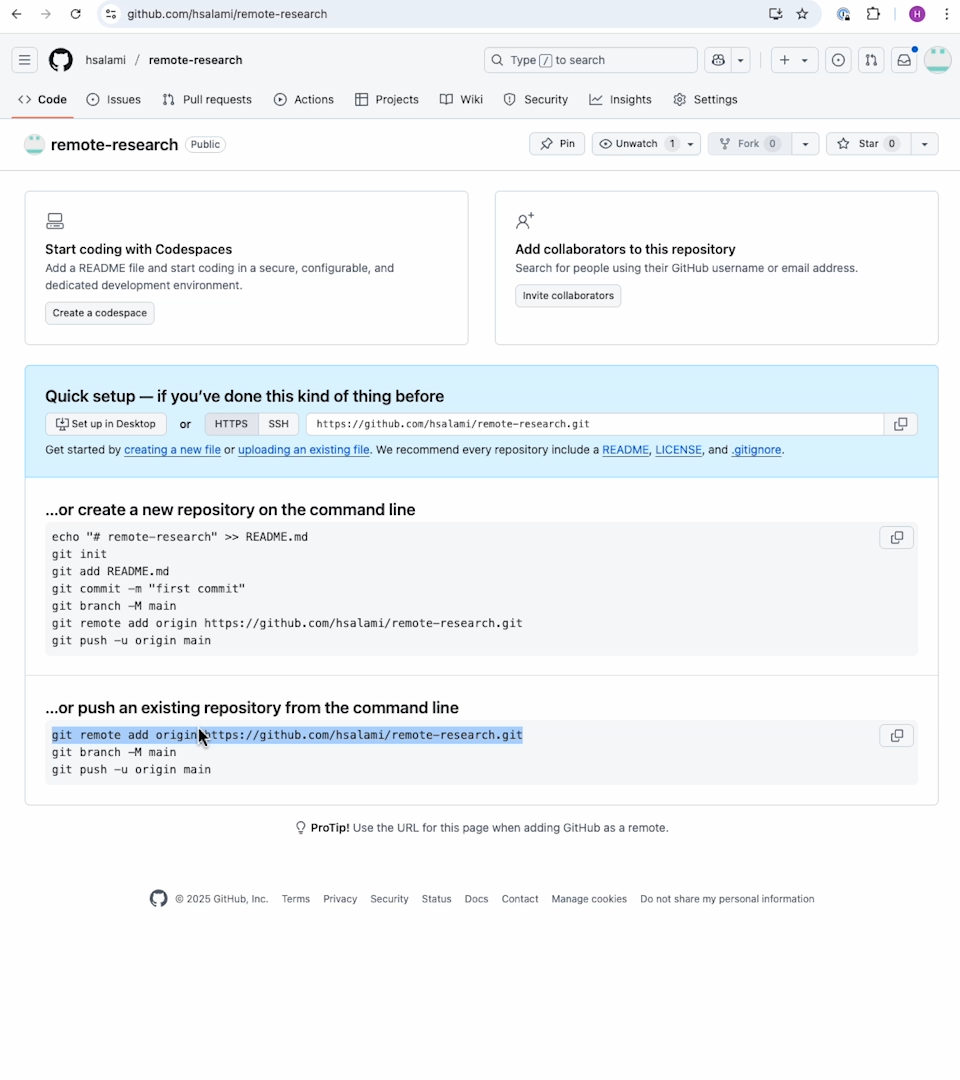 github.com/hsalami/remote-research
H
hsalami / remote-research
Type / to search
Code Issues Pull requests Actions Projects Wiki Security Insights Settings
remote-research Public
Pin Unwatch 1 Fork 0 Star 0
Start coding with Codespaces
Add a README file and start coding in a secure, configurable, and
dedicated development environment.
Create a codespace
Add collaborators to this repository
Search for people using their GitHub username or email address.
Invite collaborators
Quick setup — if you’ve done this kind of thing before
Set up in Desktop or HTTPS SSH https://github.com/hsalami/remote-research.git
Get started by creating a new file or uploading an existing file. We recommend every repository include a README, LICENSE, and .gitignore.
…or create a new repository on the command line
echo "# remote-research" >> README.md
git init
git add README.md
git commit -m "first commit"
git branch -M main
git remote add origin https://github.com/hsalami/remote-research.git
git push -u origin main
…or push an existing repository from the command line
git remote add origin https://github.com/hsalami/remote-research.git
git branch -M main
git push -u origin main
ProTip! Use the URL for this page when adding GitHub as a remote.
© 2025 GitHub, Inc. Terms Privacy Security Status Docs Contact Manage cookies Do not share my personal information